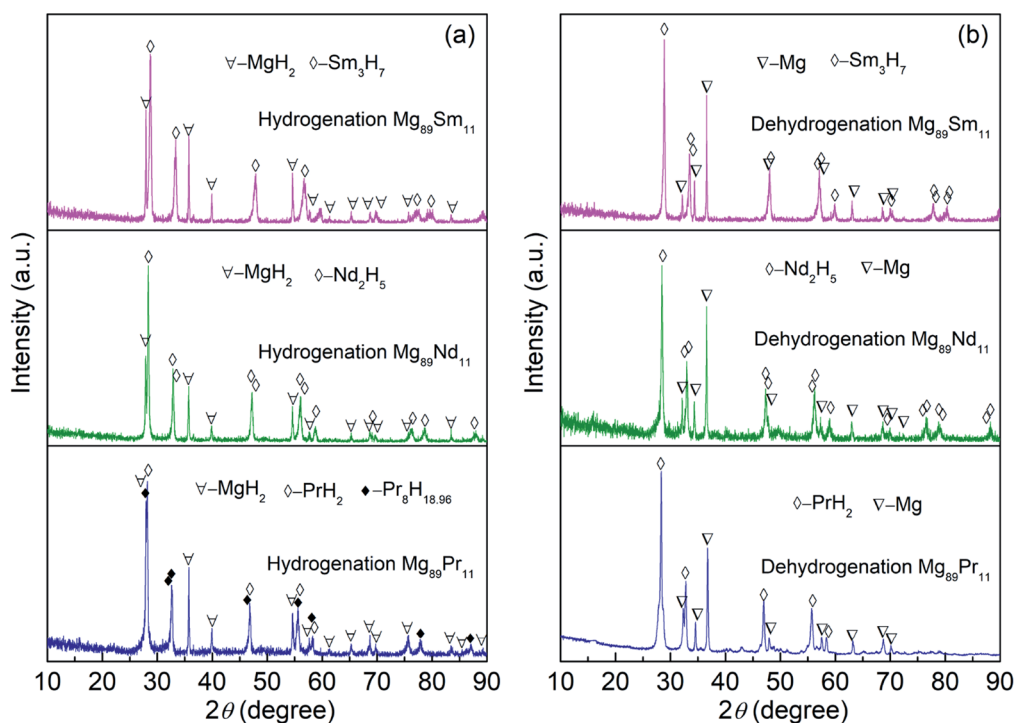 (a)
MgH₂ –Sm₃H₇
Hydrogenation Mg₈₉Sm₁₁
–MgH₂ –Nd₂H₅
Hydrogenation Mg₈₉Nd₁₁
–MgH₂ –PrH₂ –Pr₈H₁₈.₉₆
Hydrogenation Mg₈₉Pr₁₁
Intensity (a.u.)
10 20 30 40 50 60 70 80 90
2θ (degree)
(b)
–Mg –Sm₃H₇
Dehydrogenation Mg₈₉Sm₁₁
–Nd₂H₅ –Mg
Dehydrogenation Mg₈₉Nd₁₁
–PrH₂ –Mg
Dehydrogenation Mg₈₉Pr₁₁
Intensity (a.u.)
10 20 30 40 50 60 70 80 90
2θ (degree)